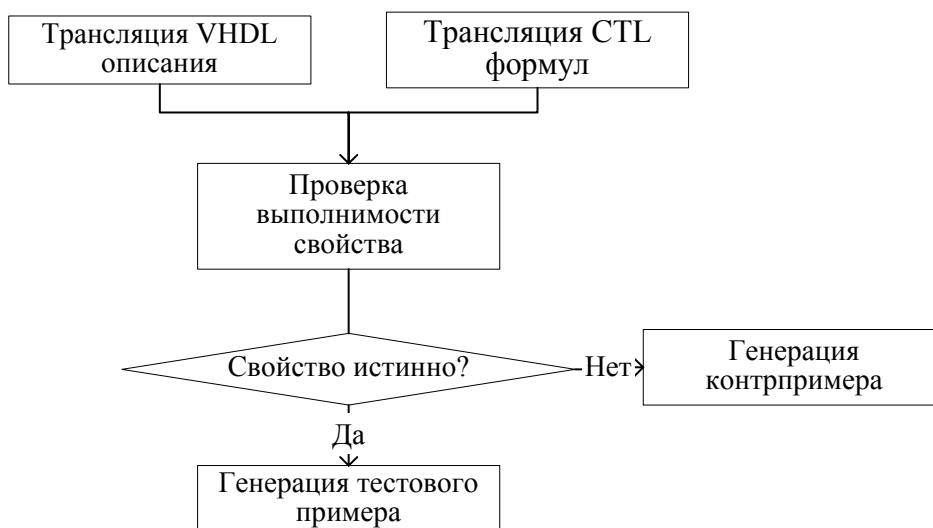 Трансляция VHDL
описания
Трансляция CTL
формул
Проверка
выполнимости
свойства
Свойство истинно?
Нет
Генерация
контрпримера
Да
Генерация тестового
примера